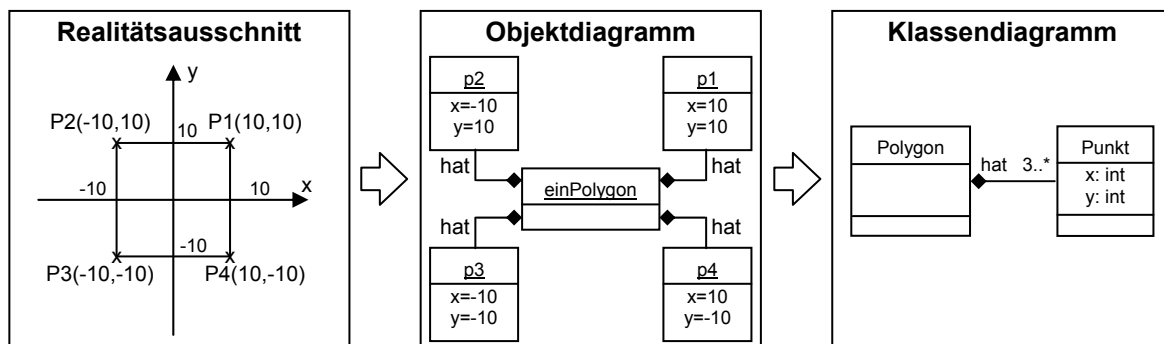 Realitätsausschnitt
y
P2(-10,10)
10
P1(10,10)
-10
10
x
-10
P3(-10,-10)
P4(10,-10)
Objektdiagramm
p2
x=-10
y=10
p1
x=10
y=10
hat
hat
einPolygon
hat
hat
p3
x=-10
y=-10
p4
x=10
y=-10
Klassendiagramm
Polygon
hat
3..*
Punkt
x: int
y: int